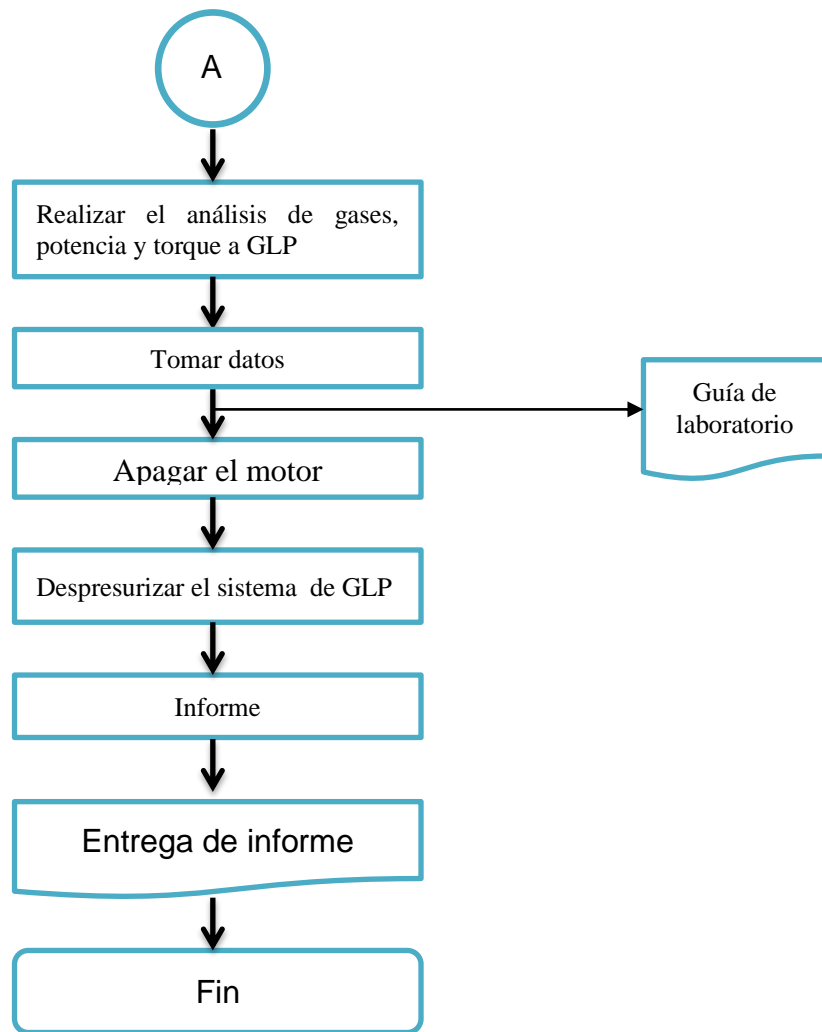 A
Realizar el análisis de gases,
potencia y torque a GLP
Tomar datos
Guía de
laboratorio
Apagar el motor
Despresurizar el sistema de GLP
Informe
Entrega de informe
Fin